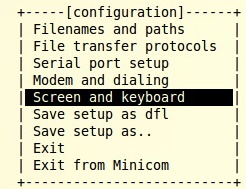 +-----[configuration]------+
| Filenames and paths      |
| File transfer protocols  |
| Serial port setup        |
| Modem and dialing        |
| Screen and keyboard      |
| Save setup as dfl        |
| Save setup as..          |
| Exit                     |
| Exit from Minicom        |
+--------------------------+